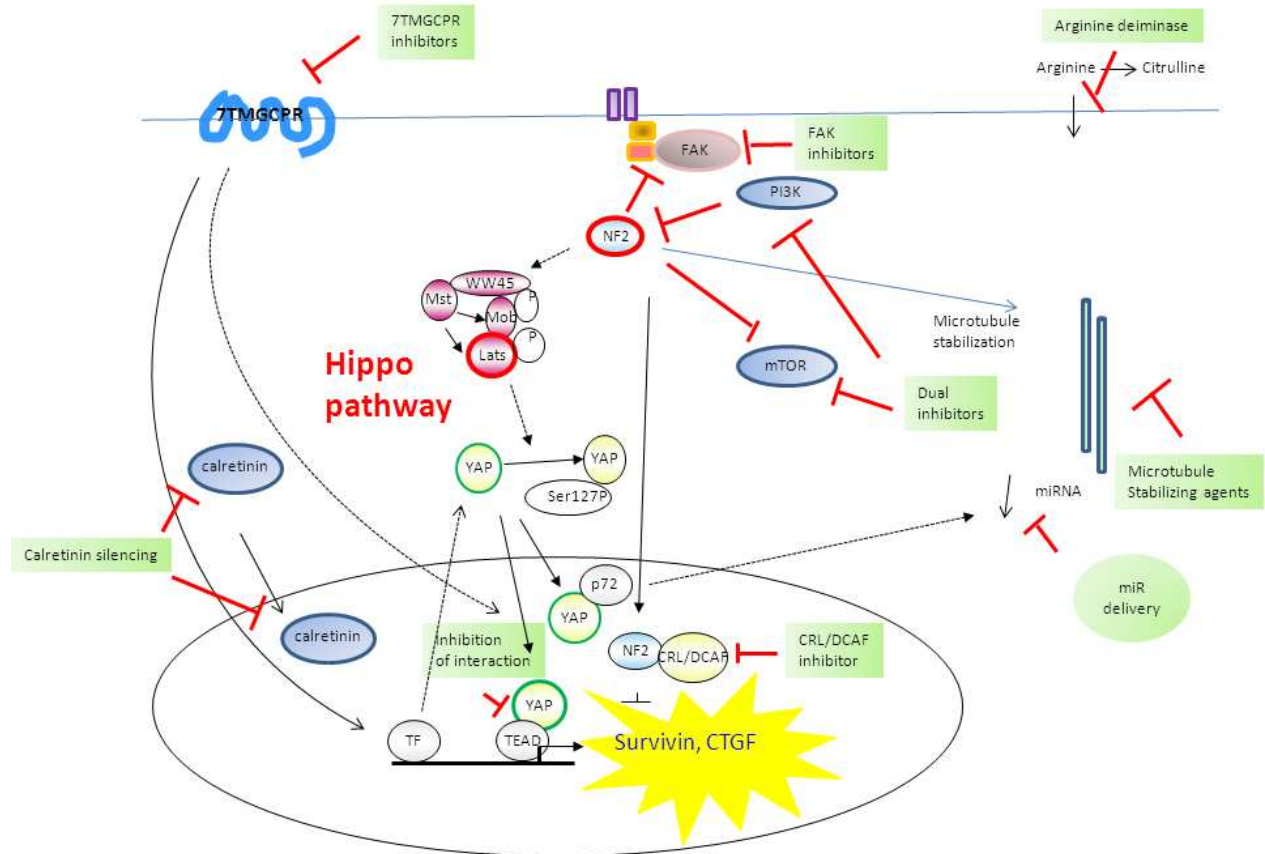 7TMGCPR
inhibitors
Arginine deiminase
Arginine
Citrulline
7TMGCPR
FAK
FAK
inhibitors
PI3K
NF2
WW45
P
Mst
Mob
P
Lats
Microtubule
stabilization
mTOR
Hippo
pathway
Dual
inhibitors
calretinin
YAP
YAP
Ser127P
Microtubule
Stabilizing agents
miRNA
Calretinin silencing
p72
miR
delivery
YAP
calretinin
Inhibition
of interaction
NF2
CRL/DCAF
CRL/DCAF
inhibitor
YAP
TF
TEAD
Survivin, CTGF